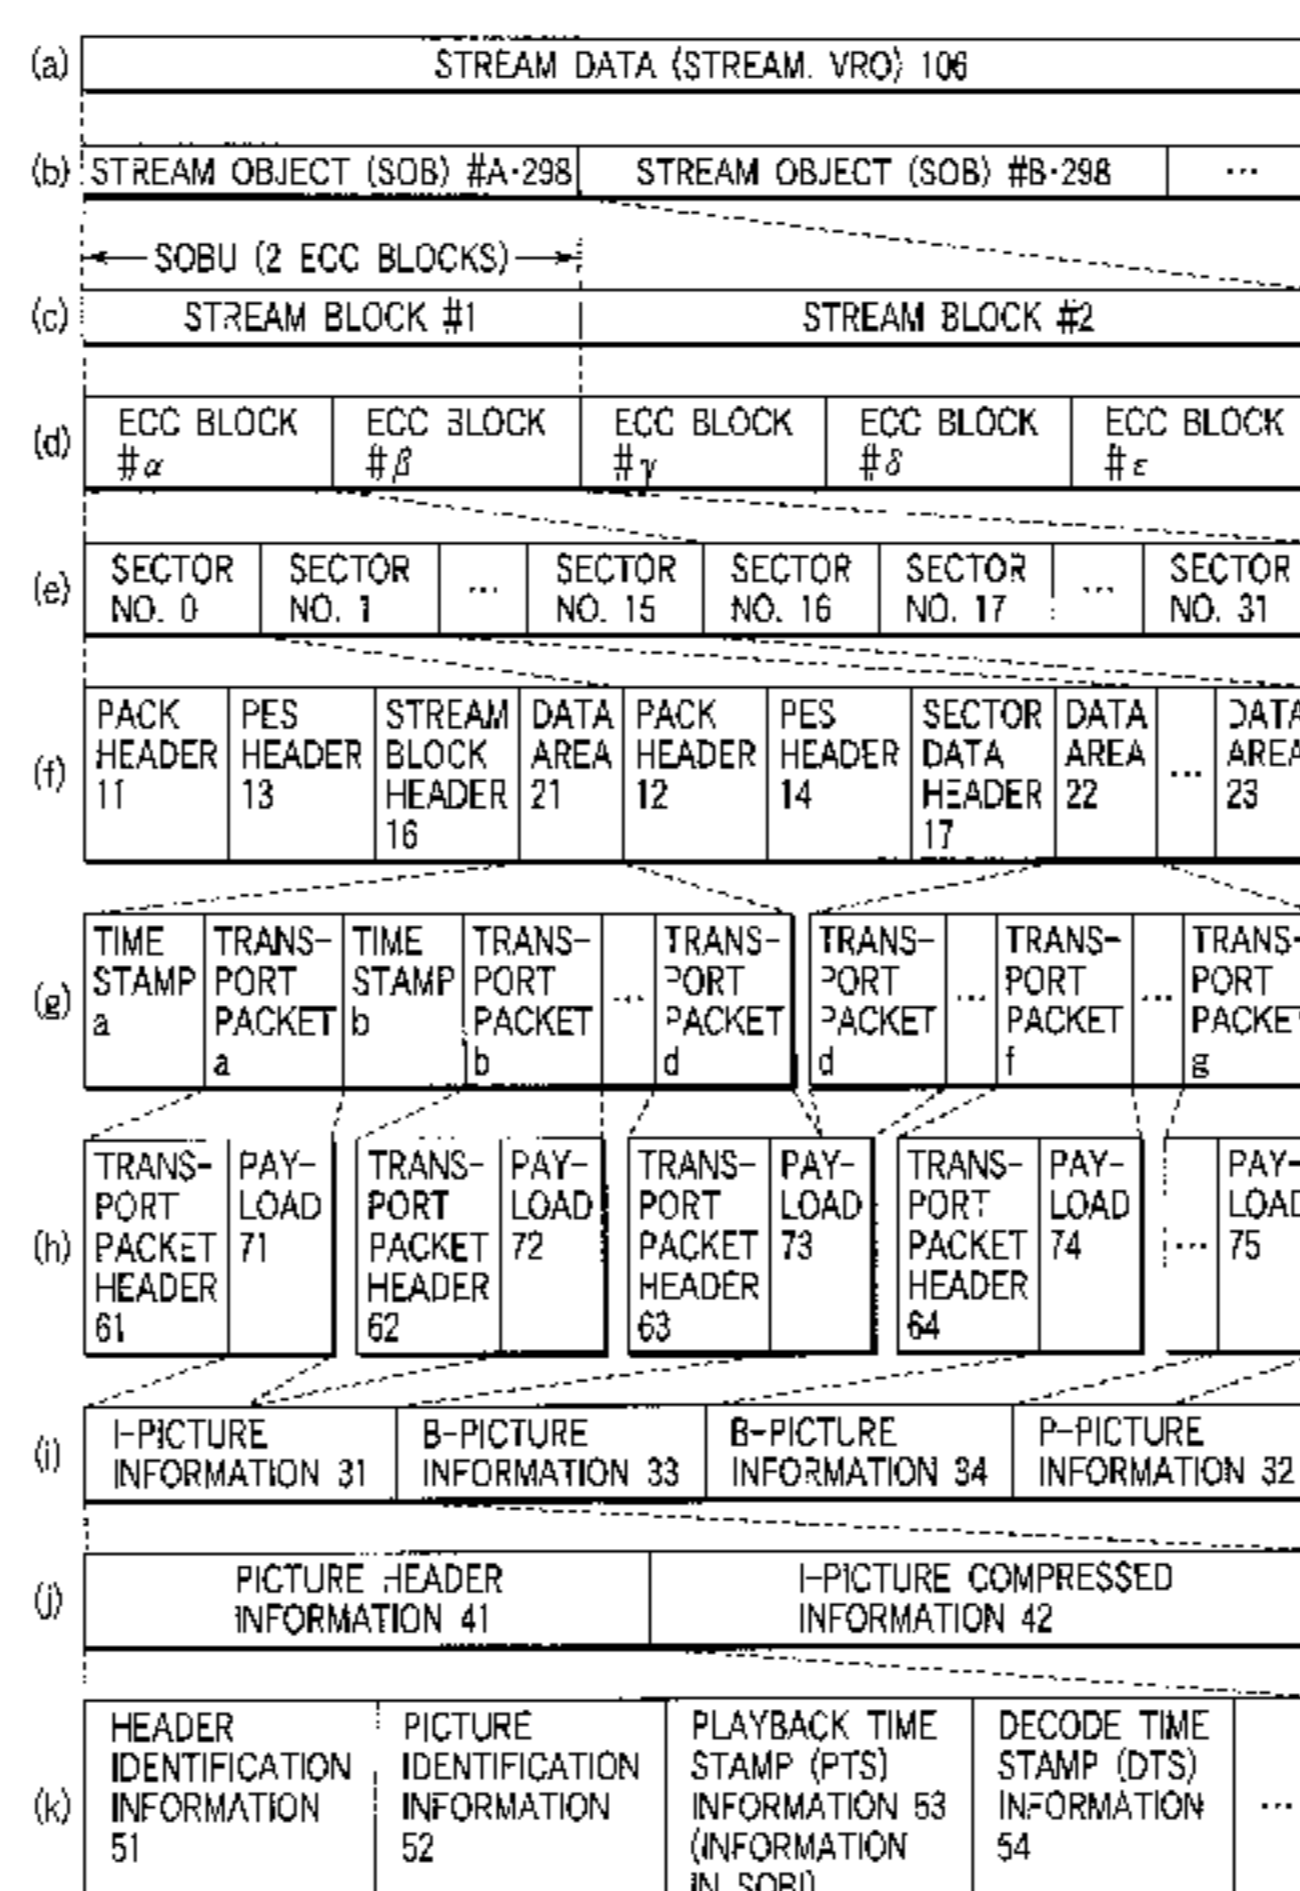 (a) STREAM DATA (STREAM. VRO) 106
(b) STREAM OBJECT (SOB) #A·298 STREAM OBJECT (SOB) #B·298 ...
SOBU (2 ECC BLOCKS)
(c) STREAM BLOCK #1 STREAM BLOCK #2
(d) ECC BLOCK #α ECC BLOCK #β ECC BLOCK #γ ECC BLOCK #δ ECC BLOCK #ε
(e) SECTOR NO. 0 SECTOR NO. 1 ... SECTOR NO. 15 SECTOR NO. 16 SECTOR NO. 17 ... SECTOR NO. 31
(f) PACK HEADER 11 PES HEADER 13 STREAM BLOCK HEADER 16 DATA AREA 21 PACK HEADER 12 PES HEADER 14 SECTOR DATA HEADER 17 DATA AREA 22 ... DATA AREA 23
(g) TIME STAMP a TRANS-PORT PACKET a TIME STAMP b TRANS-PORT PACKET b ... TRANS-PORT PACKET d TRANS-PORT PACKET d ... TRANS-PORT PACKET f ... TRANS-PORT PACKET g
(h) TRANS-PORT PACKET HEADER 61 PAY-LOAD 71 TRANS-PORT PACKET HEADER 62 PAY-LOAD 72 TRANS-PORT PACKET HEADER 63 PAY-LOAD 73 TRANS-PORT PACKET HEADER 64 PAY-LOAD 74 ... PAY-LOAD 75
(i) I-PICTURE INFORMATION 31 B-PICTURE INFORMATION 33 B-PICTURE INFORMATION 34 P-PICTURE INFORMATION 32
(j) PICTURE HEADER INFORMATION 41 I-PICTURE COMPRESSED INFORMATION 42
(k) HEADER IDENTIFICATION INFORMATION 51 PICTURE IDENTIFICATION INFORMATION 52 PLAYBACK TIME STAMP (PTS) INFORMATION 53 (INFORMATION IN SOBI) DECODE TIME STAMP (DTS) INFORMATION 54 ...